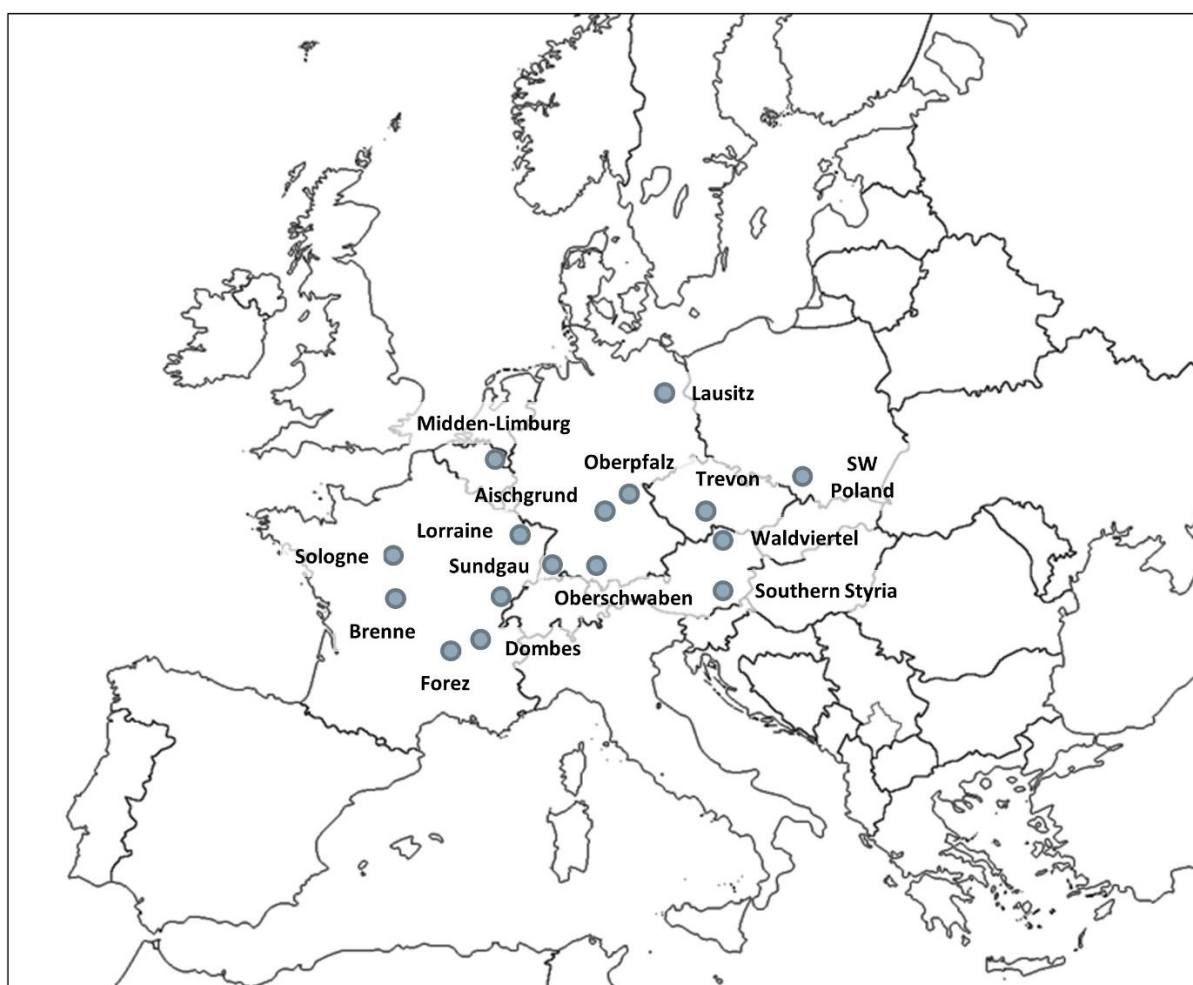 Lausitz
Midden-Limburg
Oberpfalz
SW
Poland
Trevon
Aischgrund
Lorraine
Waldviertel
Sologne
Sundgau
Oberschwaben
Southern Styria
Brenne
Dombes
Forez